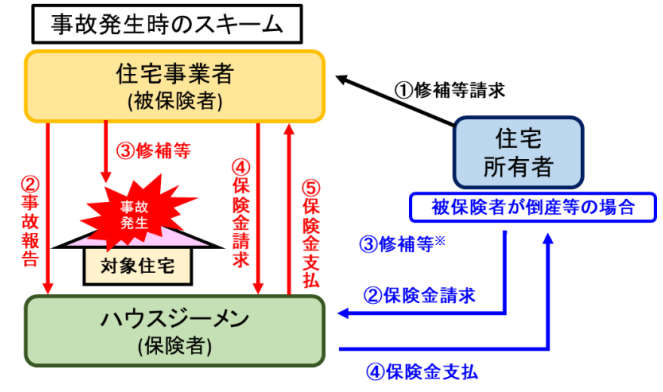 事故発生時のスキーム
住宅事業者
(被保険者)
①修補等請求
住宅
所有者
③修補等
②事故報告
④保険金請求
⑤保険金支払
事故
発生
対象住宅
被保険者が倒産等の場合
③修補等※
②保険金請求
ハウスジーメン
(保険者)
④保険金支払